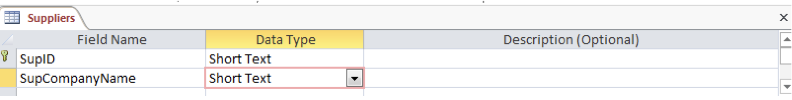 Suppliers
Field Name Data Type Description (Optional)
SupID Short Text
SupCompanyName Short Text